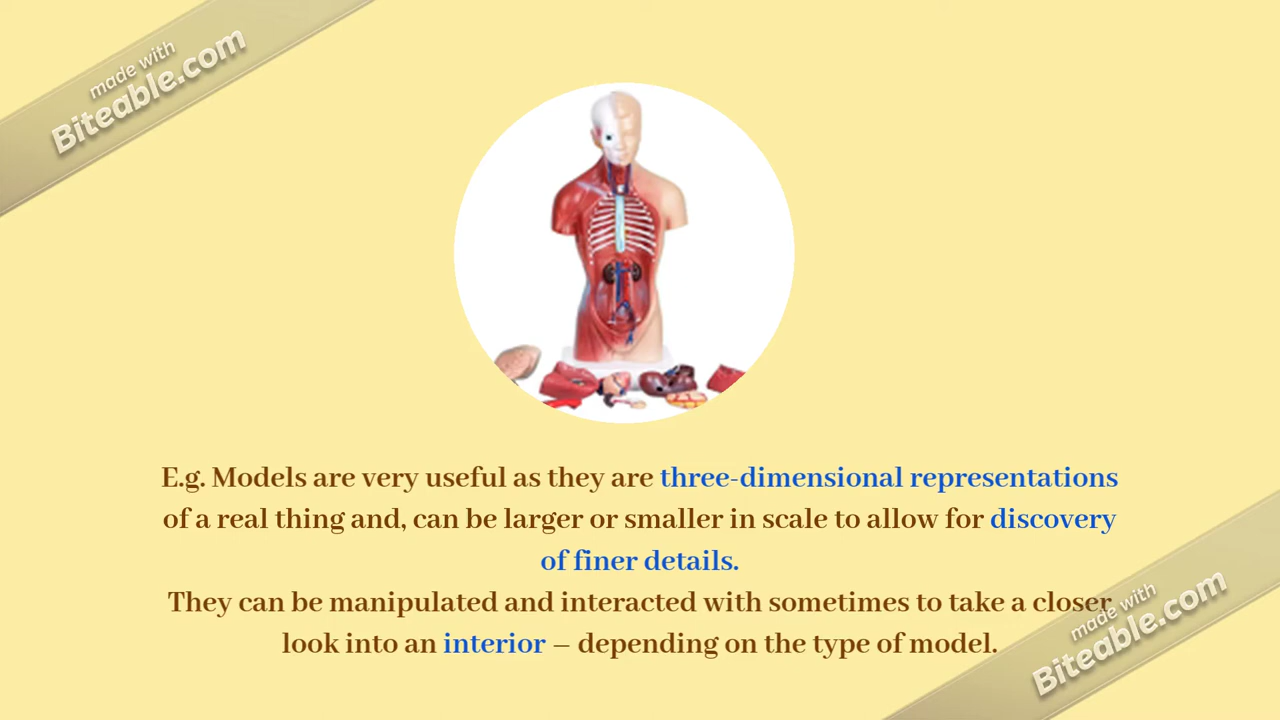 made with
Biteable.com
E.g. Models are very useful as they are three-dimensional representations
of a real thing and, can be larger or smaller in scale to allow for discovery
of finer details.
They can be manipulated and interacted with sometimes to take a closer
look into an interior – depending on the type of model.
made with
Biteable.com